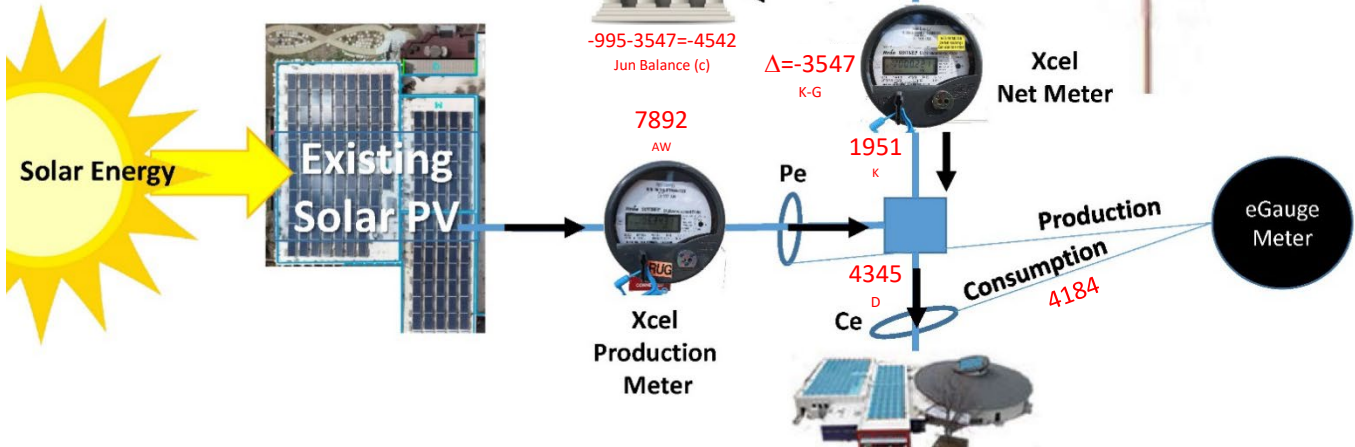 -995-3547=-4542
Jun Balance (c)
Δ=-3547
K-G
Xcel
Net Meter
7892
AW
1951
K
Solar Energy
Existing
Solar PV
Pe
Production
eGauge
Meter
RUG
4345
D
Consumption
4184
Ce
Xcel
Production
Meter